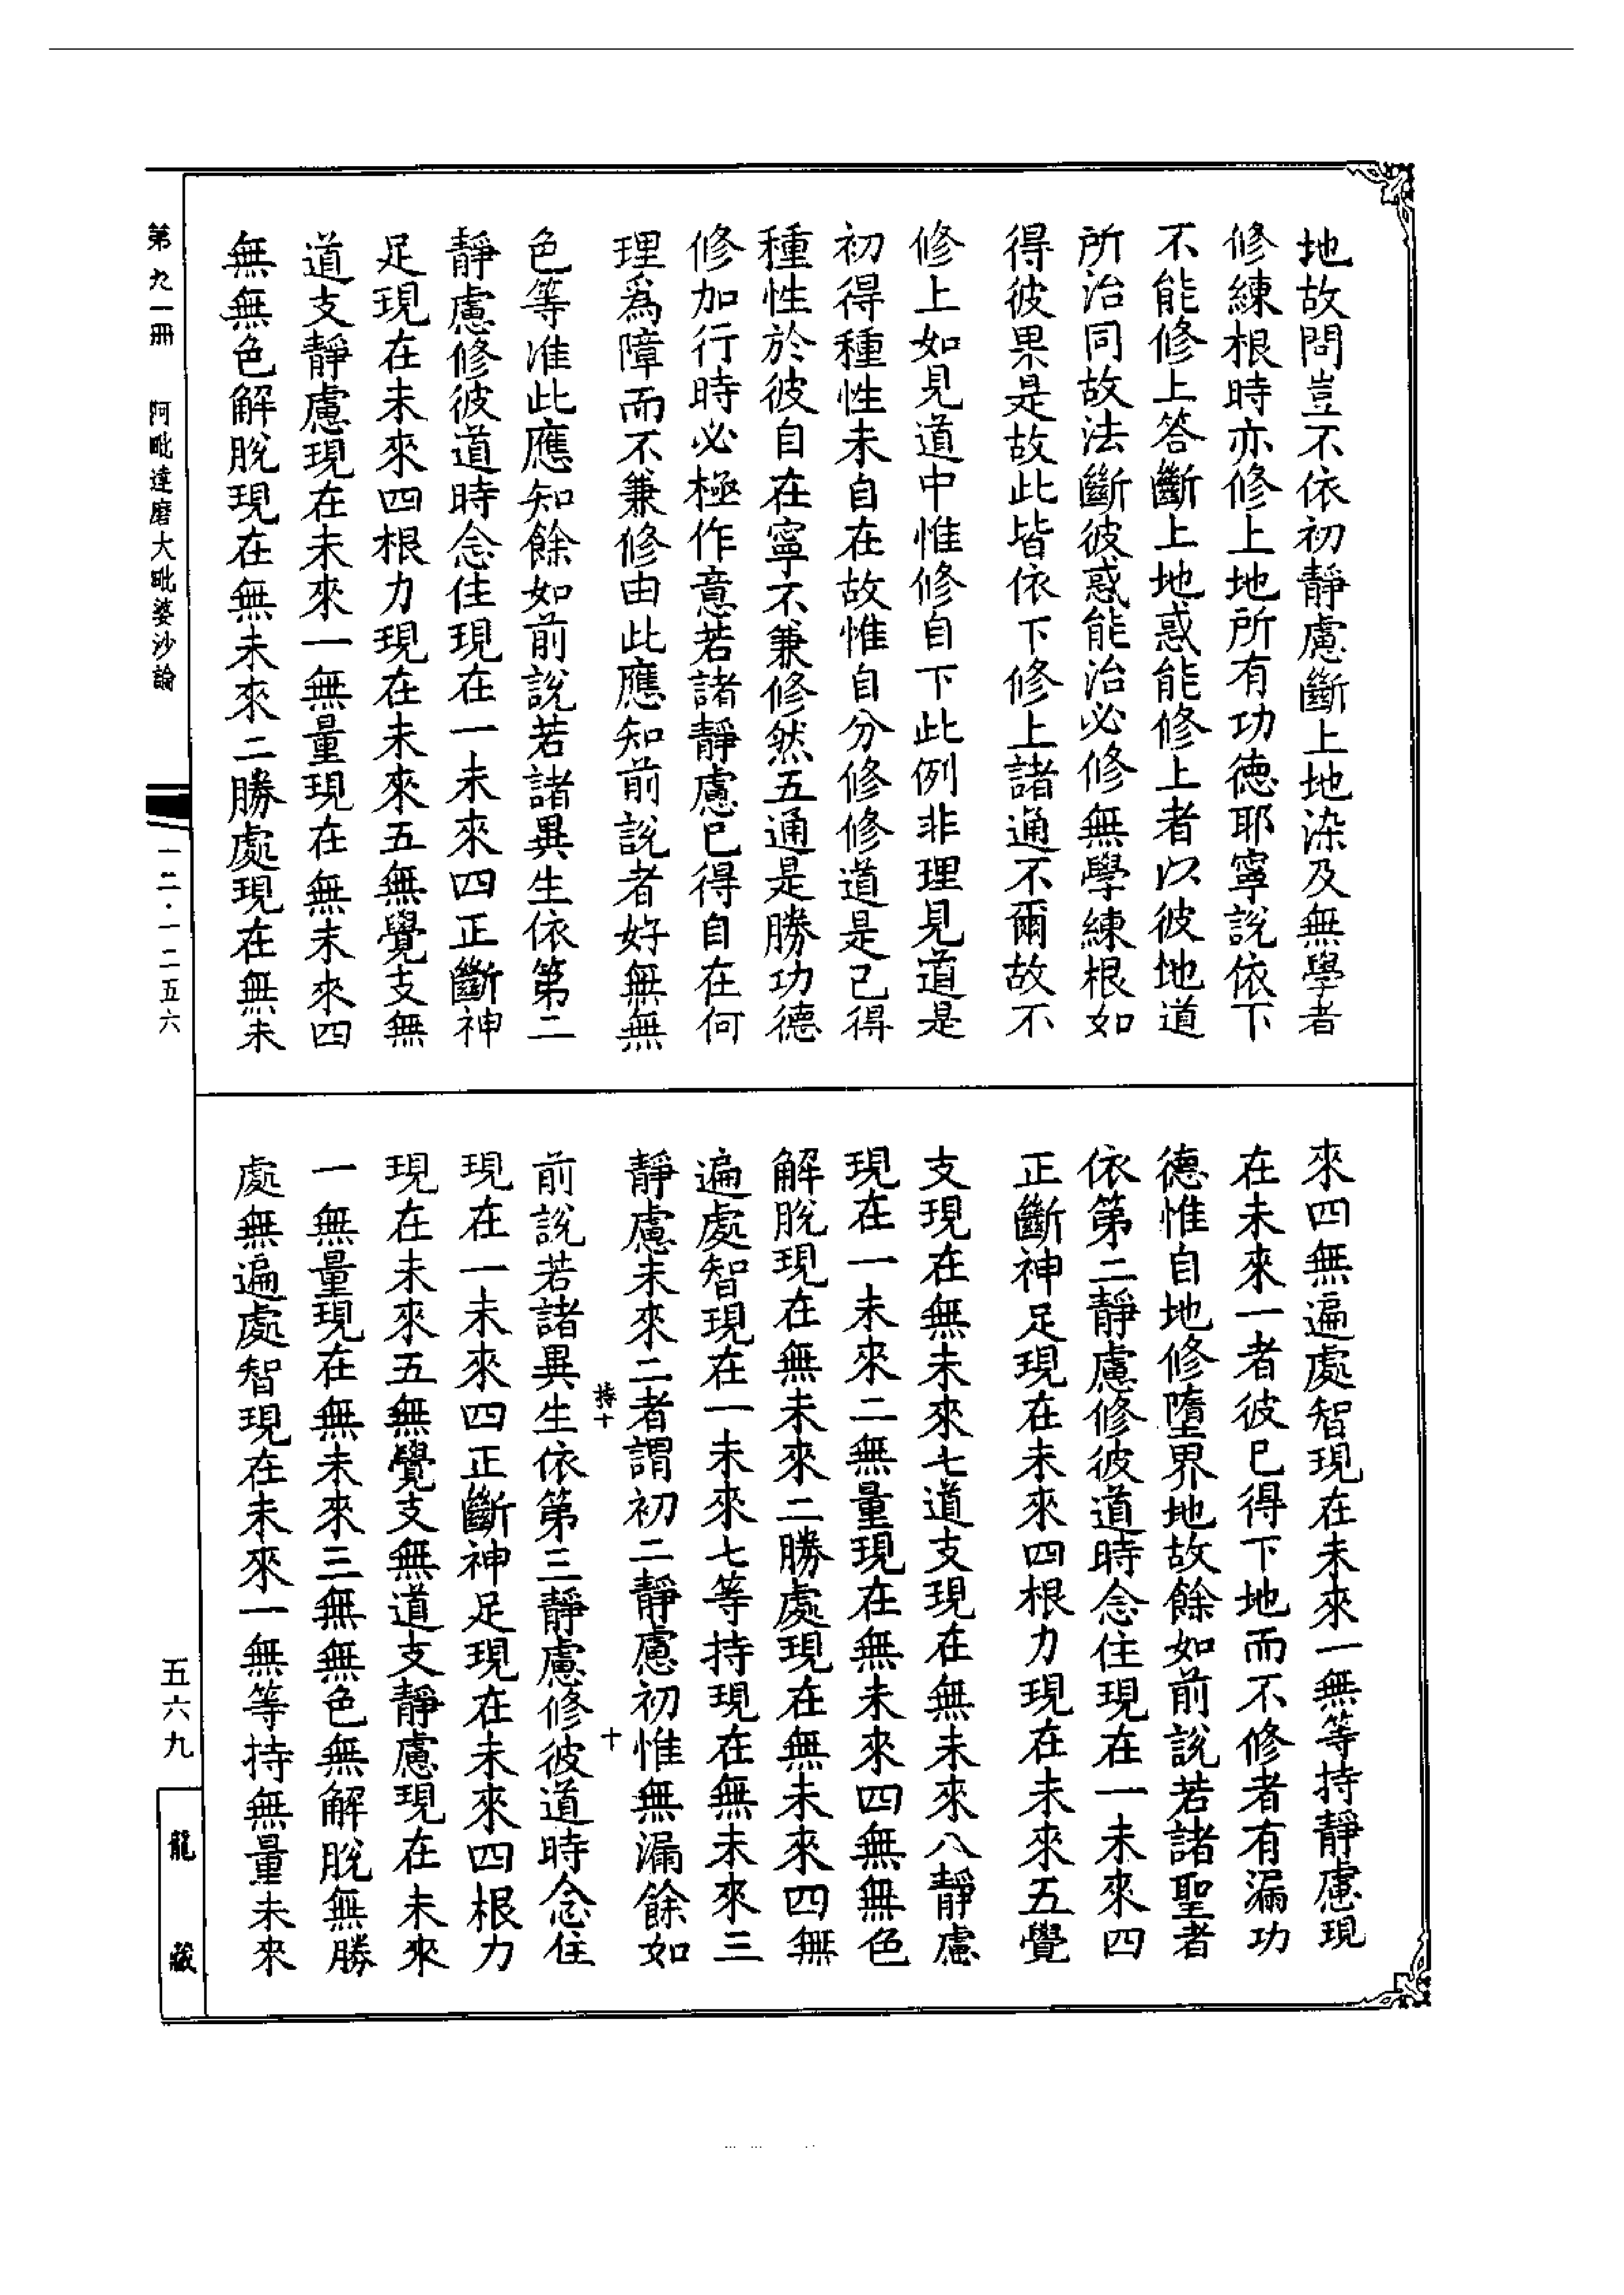 地故問豈不依初靜慮斷上地染及無學者
修練根時亦修上地所有功德耶寧說依下
不能修上答斷上地惑能修上者以彼地道
所治同故法斷彼惑能治必修無學練根如
得彼果是故此皆依下修上諸通不爾故不
修上如見道中惟修自下此例非理見道是
初得種性未自在故惟自分修修道是已得
種性於彼自在寧不兼修然五通是勝功德
修加行時必極作意若諸靜慮已得自在何
理為障而不兼修由此應知前說者好無無
色等准此應知餘如前說若諸異生依第二
靜慮修彼道時念住現在一未來四正斷神
足現在未來四根力現在未來五無覺支無
道支靜慮現在未來一無量現在無未來四
無無色解脫現在無未來二勝處現在無未
來四無遍處智現在未來一無等持靜慮現
在未來一者彼已得下地而不修者有漏功
德惟自地修墮界地故餘如前說若諸聖者
依第二靜慮修彼道時念住現在一未來四
正斷神足現在未來四根力現在未來五覺
支現在無未來七道支現在無未來八靜慮
現在一未來二無量現在無未來四無無色
解脫現在無未來二勝處現在無未來四無
遍處智現在一未來七等持現在無未來三
靜慮未來二者謂初二靜慮初惟無漏餘如
持十
十
前說若諸異生依第三靜慮修彼道時念住
現在一未來四正斷神足現在未來四根力
現在未來五無覺支無道支靜慮現在未來
一無量現在無未來三無無色無解脫無勝
處無遍處智現在未來一無等持無量未來
第九一冊
阿毗達磨大毗婆沙論
一二·一二五六
五六九
龍藏